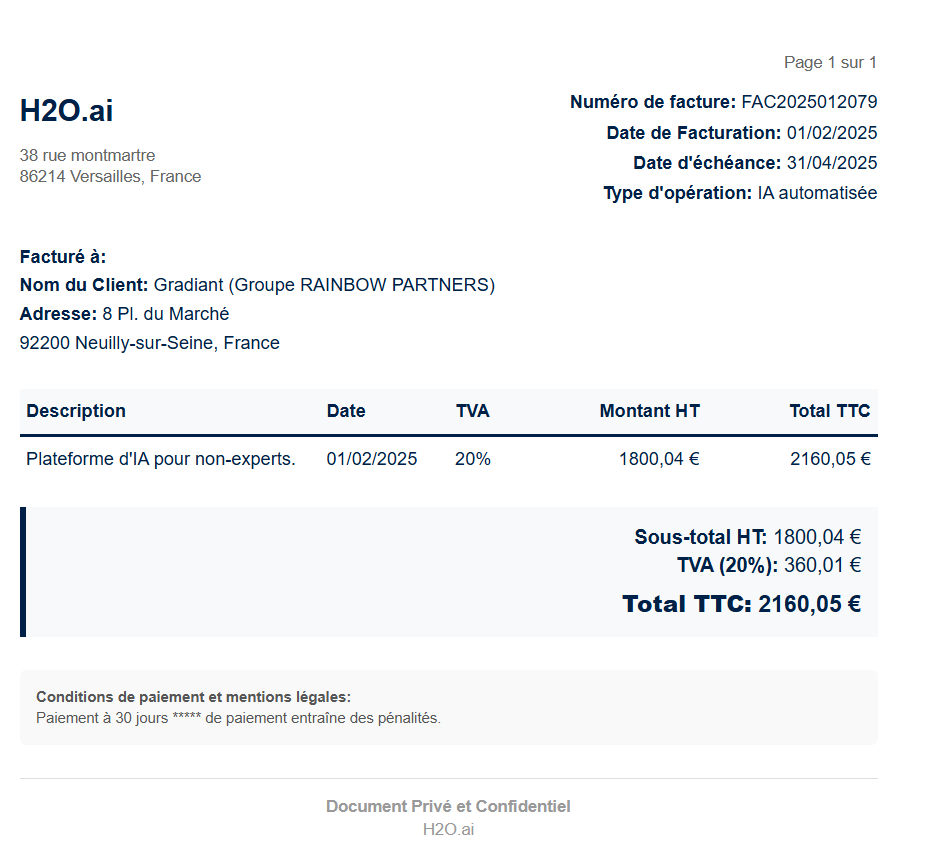 Page 1 sur 1
H2O.ai
38 rue montmartre
86214 Versailles, France
Numéro de facture: FAC2025012079
Date de Facturation: 01/02/2025
Date d'échéance: 31/04/2025
Type d'opération: IA automatisée
Facturé à:
Nom du Client: Gradiant (Groupe RAINBOW PARTNERS)
Adresse: 8 Pl. du Marché
92200 Neuilly-sur-Seine, France
Description Date TVA Montant HT Total TTC
Plateforme d'IA pour non-experts. 01/02/2025 20% 1800,04 € 2160,05 €
Sous-total HT: 1800,04 €
TVA (20%): 360,01 €
Total TTC: 2160,05 €
Conditions de paiement et mentions légales:
Paiement à 30 jours ***** de paiement entraîne des pénalités.
Document Privé et Confidentiel
H2O.ai